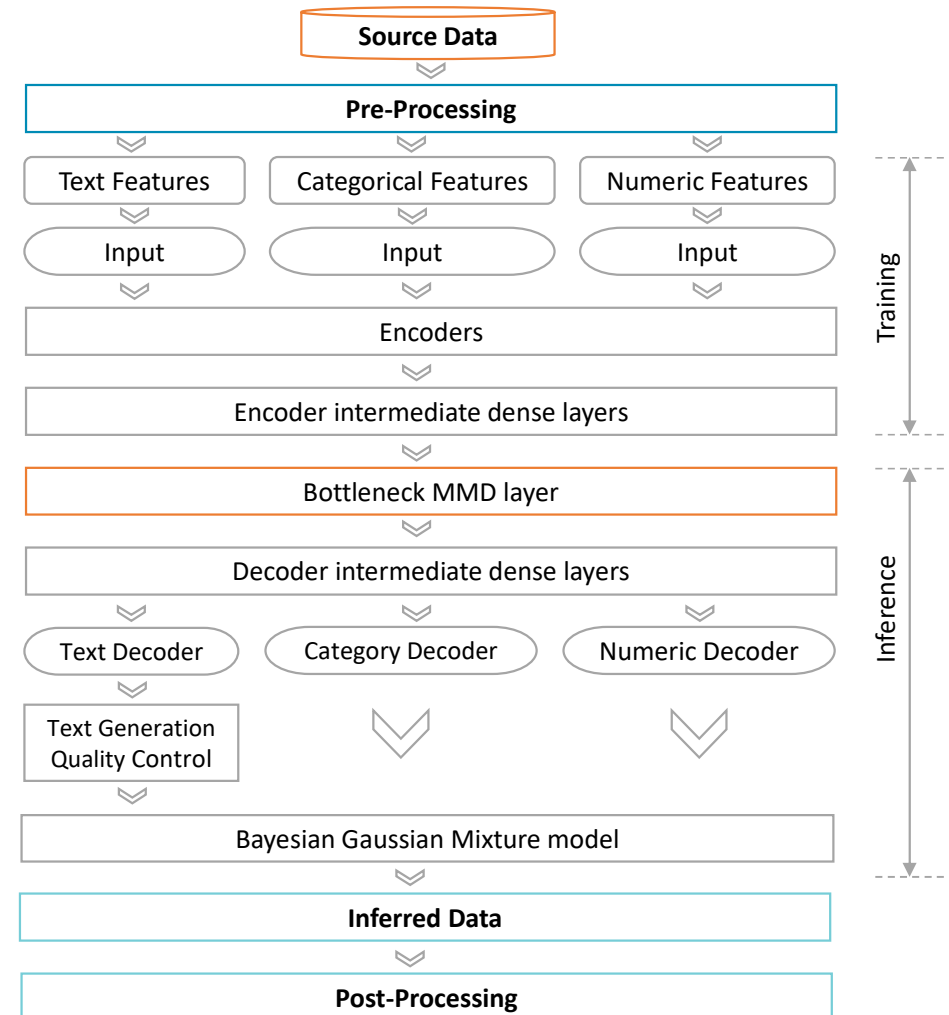 Source Data
Pre-Processing
Text Features
Categorical Features
Numeric Features
Input
Input
Input
Encoders
Encoder intermediate dense layers
Training
Bottleneck MMD layer
Decoder intermediate dense layers
Text Decoder
Category Decoder
Numeric Decoder
Inference
Text Generation
Quality Control
Bayesian Gaussian Mixture model
Inferred Data
Post-Processing